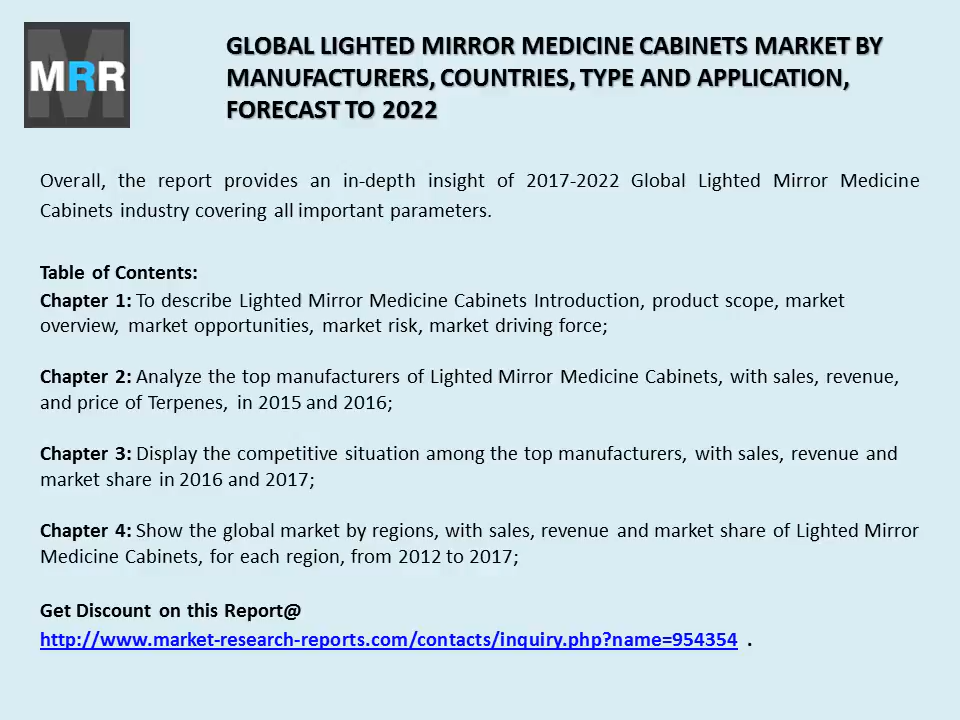 MRR
GLOBAL LIGHTED MIRROR MEDICINE CABINETS MARKET BY
MANUFACTURERS, COUNTRIES, TYPE AND APPLICATION,
FORECAST TO 2022
Overall, the report provides an in-depth insight of 2017-2022 Global Lighted Mirror Medicine
Cabinets industry covering all important parameters.
Table of Contents:
Chapter 1: To describe Lighted Mirror Medicine Cabinets Introduction, product scope, market
overview, market opportunities, market risk, market driving force;
Chapter 2: Analyze the top manufacturers of Lighted Mirror Medicine Cabinets, with sales, revenue,
and price of Terpenes, in 2015 and 2016;
Chapter 3: Display the competitive situation among the top manufacturers, with sales, revenue and
market share in 2016 and 2017;
Chapter 4: Show the global market by regions, with sales, revenue and market share of Lighted Mirror
Medicine Cabinets, for each region, from 2012 to 2017;
Get Discount on this Report@
http://www.market-research-reports.com/contacts/inquiry.php?name=954354 .